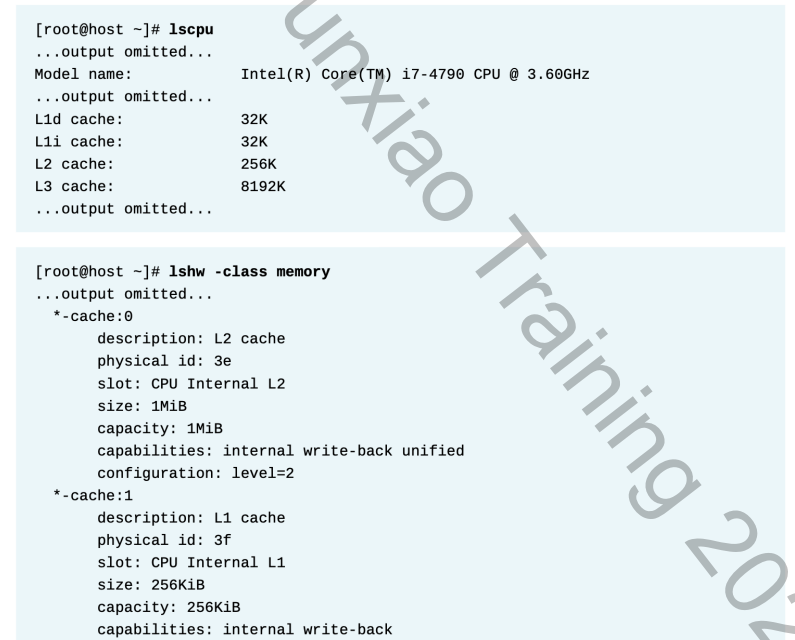 [root@host ~]# lscpu
...output omitted...
Model name:            Intel(R) Core(TM) i7-4790 CPU @ 3.60GHz
...output omitted...
L1d cache:             32K
L1i cache:             32K
L2 cache:              256K
L3 cache:              8192K
...output omitted...
[root@host ~]# lshw -class memory
...output omitted...
  *-cache:0
       description: L2 cache
       physical id: 3e
       slot: CPU Internal L2
       size: 1MiB
       capacity: 1MiB
       capabilities: internal write-back unified
       configuration: level=2
  *-cache:1
       description: L1 cache
       physical id: 3f
       slot: CPU Internal L1
       size: 256KiB
       capacity: 256KiB
       capabilities: internal write-back
Training